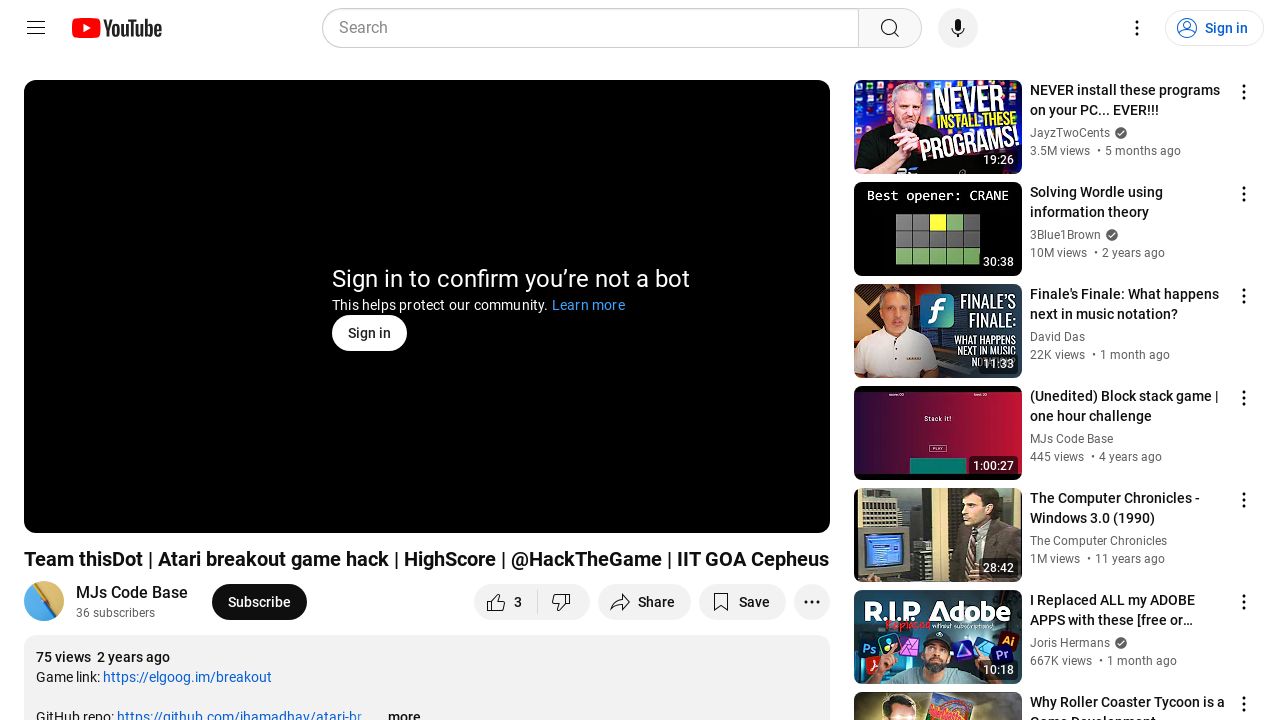 YouTube
Search
Sign in
Sign in to confirm you’re not a bot
This helps protect our community. Learn more
Sign in
Team thisDot | Atari breakout game hack | HighScore | @HackTheGame | IIT GOA Cepheus
MJs Code Base
36 subscribers
Subscribe
3
Share
Save
75 views 2 years ago
Game link: https://elgoog.im/breakout
GitHub repo: https://github.com/jhamadhav/atari-br...
...more
NEVER
INSTALL THESE
PROGRAMS!
19:26
NEVER install these programs
on your PC... EVER!!!
JayzTwoCents
3.5M views • 5 months ago
Best opener: CRANE
30:38
Solving Wordle using
information theory
3Blue1Brown
10M views • 2 years ago
FINALE'S
FINALE:
WHAT HAPPENS
NEXT IN MUSIC
11:33
Finale's Finale: What happens
next in music notation?
David Das
22K views • 1 month ago
Stack it!
PLAY
1:00:27
(Unedited) Block stack game |
one hour challenge
MJs Code Base
445 views • 4 years ago
28:42
The Computer Chronicles -
Windows 3.0 (1990)
The Computer Chronicles
1M views • 11 years ago
R.I.P. Adobe
Replaced without subscriptions!
Ps
Ai
Pr
10:18
I Replaced ALL my ADOBE
APPS with these [free or…
Joris Hermans
667K views • 1 month ago
Why Roller Coaster Tycoon is a
Game Development